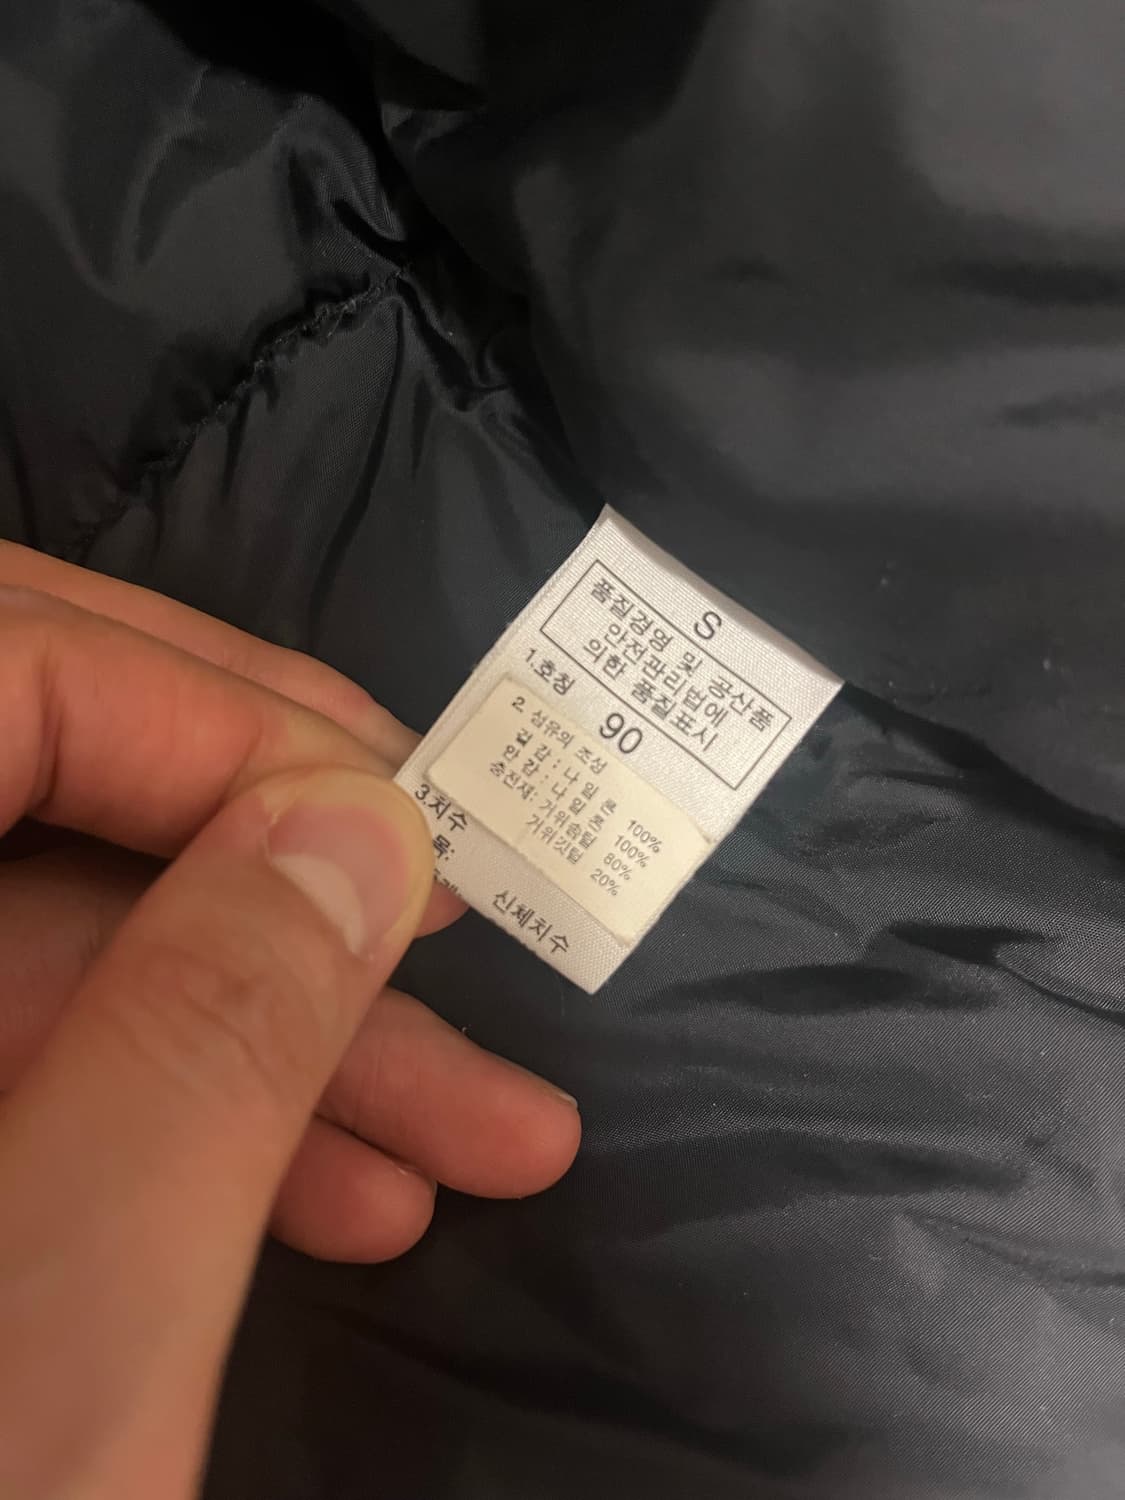 S
품질경영 및 공산품
안전관리법에
의한 품질표시
1.호칭 90
2. 섬유의 조성
겉 감 : 나 일 론 100%
안 감 : 나 일 론 100%
충전재: 거위솜털 80%
거위깃털 20%
3.치수
신체치수
목: